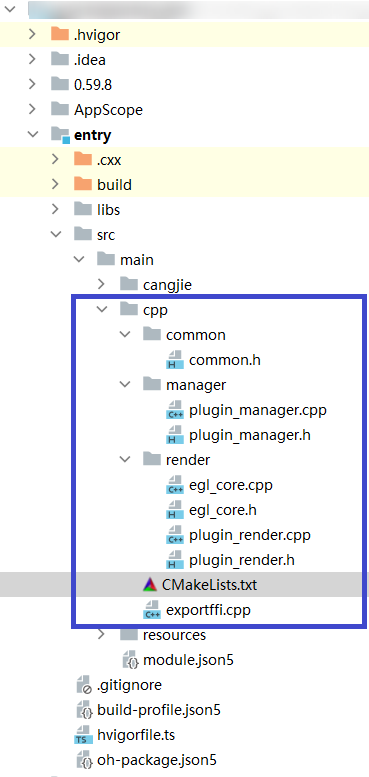 .hvigor
.idea
0.59.8
AppScope
entry
.cxx
build
libs
src
main
cangjie
cpp
common
common.h
manager
plugin_manager.cpp
plugin_manager.h
render
egl_core.cpp
egl_core.h
plugin_render.cpp
plugin_render.h
CMakeLists.txt
exportffi.cpp
resources
module.json5
.gitignore
build-profile.json5
hvigorfile.ts
oh-package.json5